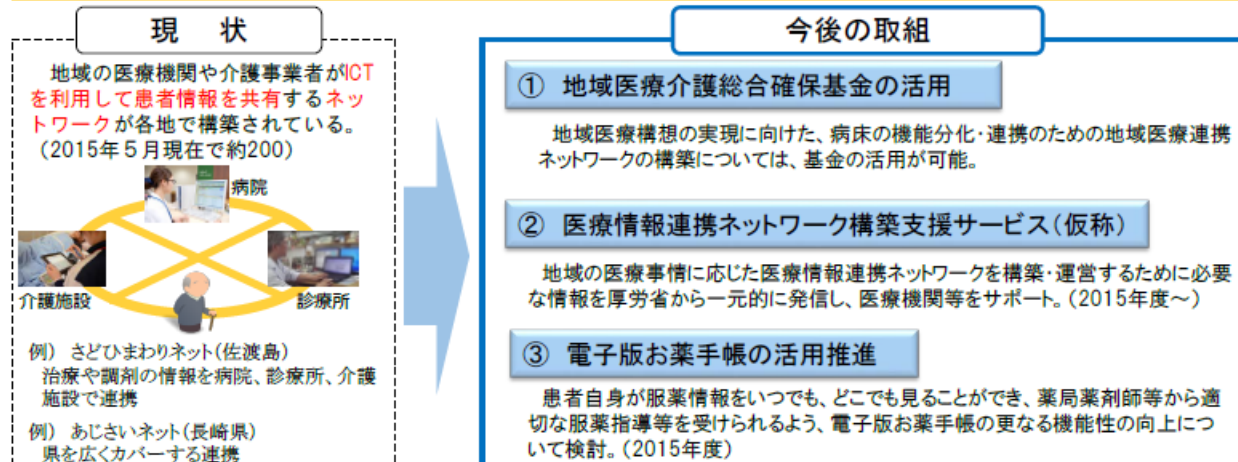 現 状
地域の医療機関や介護事業者がICT
を利用して患者情報を共有するネッ
トワークが各地で構築されている。
（2015年５月現在で約200）
病院
介護施設
診療所
例） さどひまわりネット（佐渡島）
治療や調剤の情報を病院、診療所、介護
施設で連携
例） あじさいネット（長崎県）
県を広くカバーする連携
今後の取組
① 地域医療介護総合確保基金の活用
地域医療構想の実現に向けた、病床の機能分化・連携のための地域医療連携
ネットワークの構築については、基金の活用が可能。
② 医療情報連携ネットワーク構築支援サービス（仮称）
地域の医療事情に応じた医療情報連携ネットワークを構築・運営するために必要
な情報を厚労省から一元的に発信し、医療機関等をサポート。（2015年度～）
③ 電子版お薬手帳の活用推進
患者自身が服薬情報をいつでも、どこでも見ることができ、薬局薬剤師等から適
切な服薬指導等を受けられるよう、電子版お薬手帳の更なる機能性の向上につ
いて検討。（2015年度）